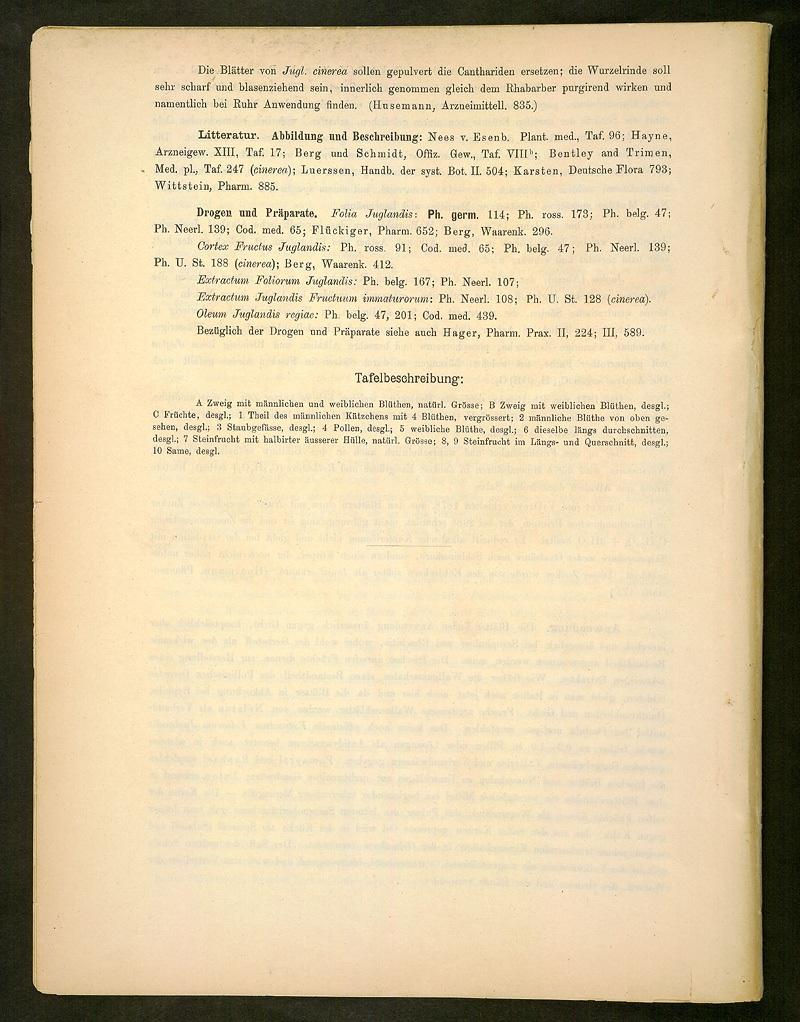 Die Blätter von Jugl. cinerea sollen gepulvert die Canthariden ersetzen; die Wurzelrinde soll
sehr scharf und blasenziehend sein, innerlich genommen gleich dem Rhabarber purgirend wirken und
namentlich bei Ruhr Anwendung finden. (Husemann, Arzneimittell. 835.)
Litteratur. Abbildung und Beschreibung: Nees v. Esenb. Plant. med., Taf. 96; Hayne,
Arzneigew. XIII, Taf. 17; Berg und Schmidt, Offiz. Gew., Taf. VIIIᵇ; Bentley and Trimen,
Med. pl., Taf. 247 (cinerea); Luerssen, Handb. der syst. Bot. II. 504; Karsten, Deutsche Flora 793;
Wittstein, Pharm. 885.
Drogen und Präparate. Folia Juglandis: Ph. germ. 114; Ph. ross. 173; Ph. belg. 47;
Ph. Neerl. 139; Cod. med. 65; Flückiger, Pharm. 652; Berg, Waarenk. 296.
Cortex Fructus Juglandis: Ph. ross. 91; Cod. med. 65; Ph. belg. 47; Ph. Neerl. 139;
Ph. U. St. 188 (cinerea); Berg, Waarenk. 412.
Extractum Foliorum Juglandis: Ph. belg. 167; Ph. Neerl. 107;
Extractum Juglandis Fructuum immaturorum: Ph. Neerl. 108; Ph. U. St. 128 (cinerea).
Oleum Juglandis regiae: Ph. belg. 47, 201; Cod. med. 439.
Bezüglich der Drogen und Präparate siehe auch Hager, Pharm. Prax. II, 224; III, 589.
Tafelbeschreibung:
A Zweig mit männlichen und weiblichen Blüthen, natürl. Grösse; B Zweig mit weiblichen Blüthen, desgl.;
C Früchte, desgl.; 1 Theil des männlichen Kätzchens mit 4 Blüthen, vergrössert; 2 männliche Blüthe von oben ge-
sehen, desgl.; 3 Staubgefässe, desgl.; 4 Pollen, desgl.; 5 weibliche Blüthe, desgl.; 6 dieselbe längs durchschnitten,
desgl.; 7 Steinfrucht mit halbirter äusserer Hülle, natürl. Grösse; 8, 9 Steinfrucht im Längs- und Querschnitt, desgl.;
10 Same, desgl.